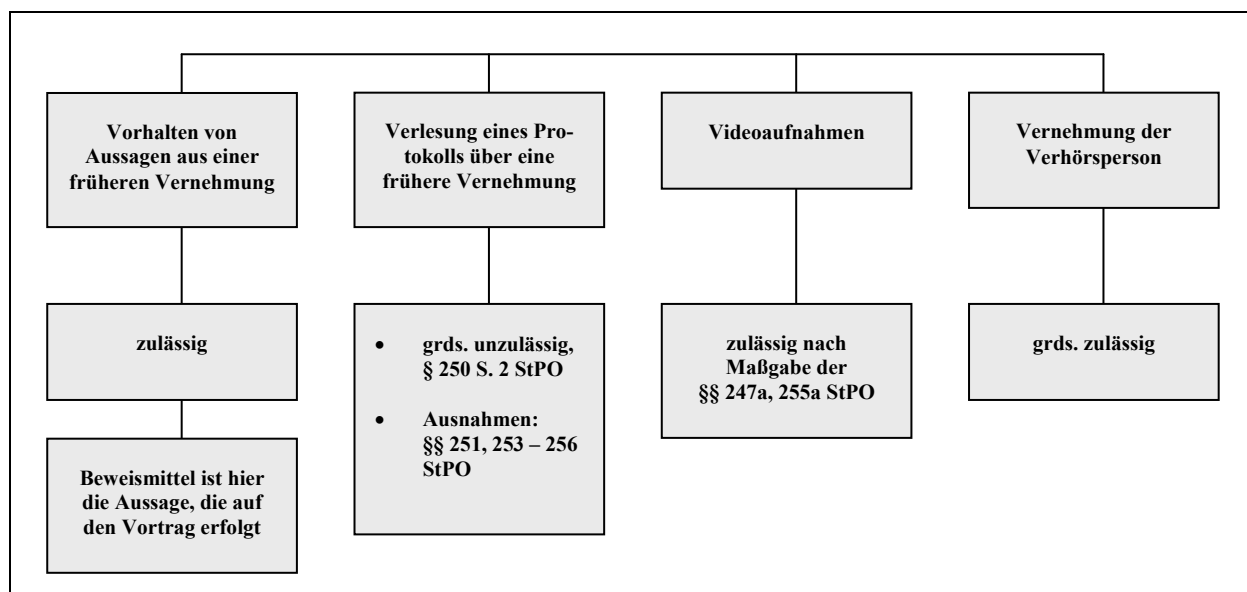 Vorhalten von
Aussagen aus einer
früheren Vernehmung
zulässig
Beweismittel ist hier
die Aussage, die auf
den Vortrag erfolgt
Verlesung eines Pro-
tokolls über eine
frühere Vernehmung
• grds. unzulässig,
§ 250 S. 2 StPO
• Ausnahmen:
§§ 251, 253 – 256
StPO
Videoaufnahmen
zulässig nach
Maßgabe der
§§ 247a, 255a StPO
Vernehmung der
Verhörsperson
grds. zulässig